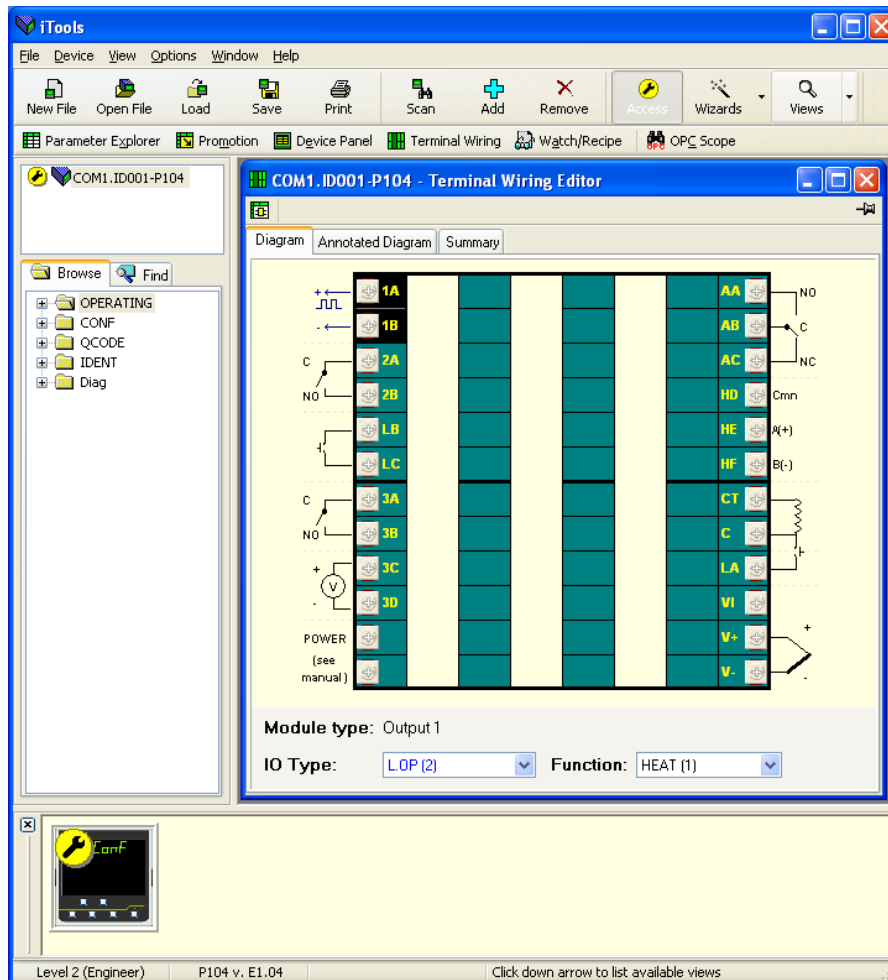 iTools
File Device View Options Window Help
New File Open File Load Save Print Scan Add Remove Access Wizards Views
Parameter Explorer Promotion Device Panel Terminal Wiring Watch/Recipe OPC OPC Scope
COM1.ID001-P104
COM1.ID001-P104 - Terminal Wiring Editor
Diagram Annotated Diagram Summary
Browse Find
OPERATING
CONF
QCODE
IDENT
Diag
+ 1A AA NO
- 1B AB C
C 2A AC NC
NO 2B HD Cmn
LB HE A(+)
LC HF B(-)
C 3A CT
NO 3B C
+ 3C LA
V
- 3D VI
POWER V+ +
(see
manual) V- -
Module type: Output 1
IO Type: L.OP (2) Function: HEAT (1)
ConF
Level 2 (Engineer) P104 v. E1.04 Click down arrow to list available views